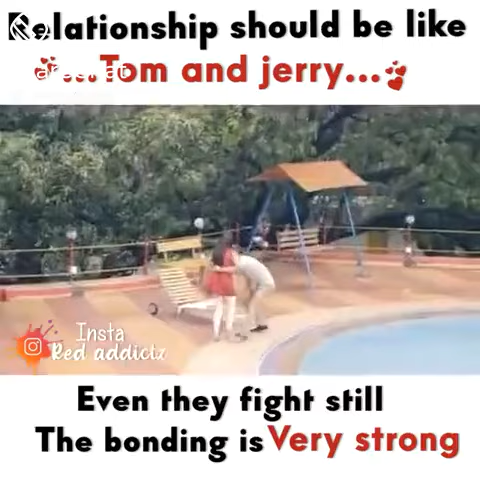 Relationship should be like
...Tom and jerry...
Insta
Red addictz
Even they fight still
The bonding is Very strong